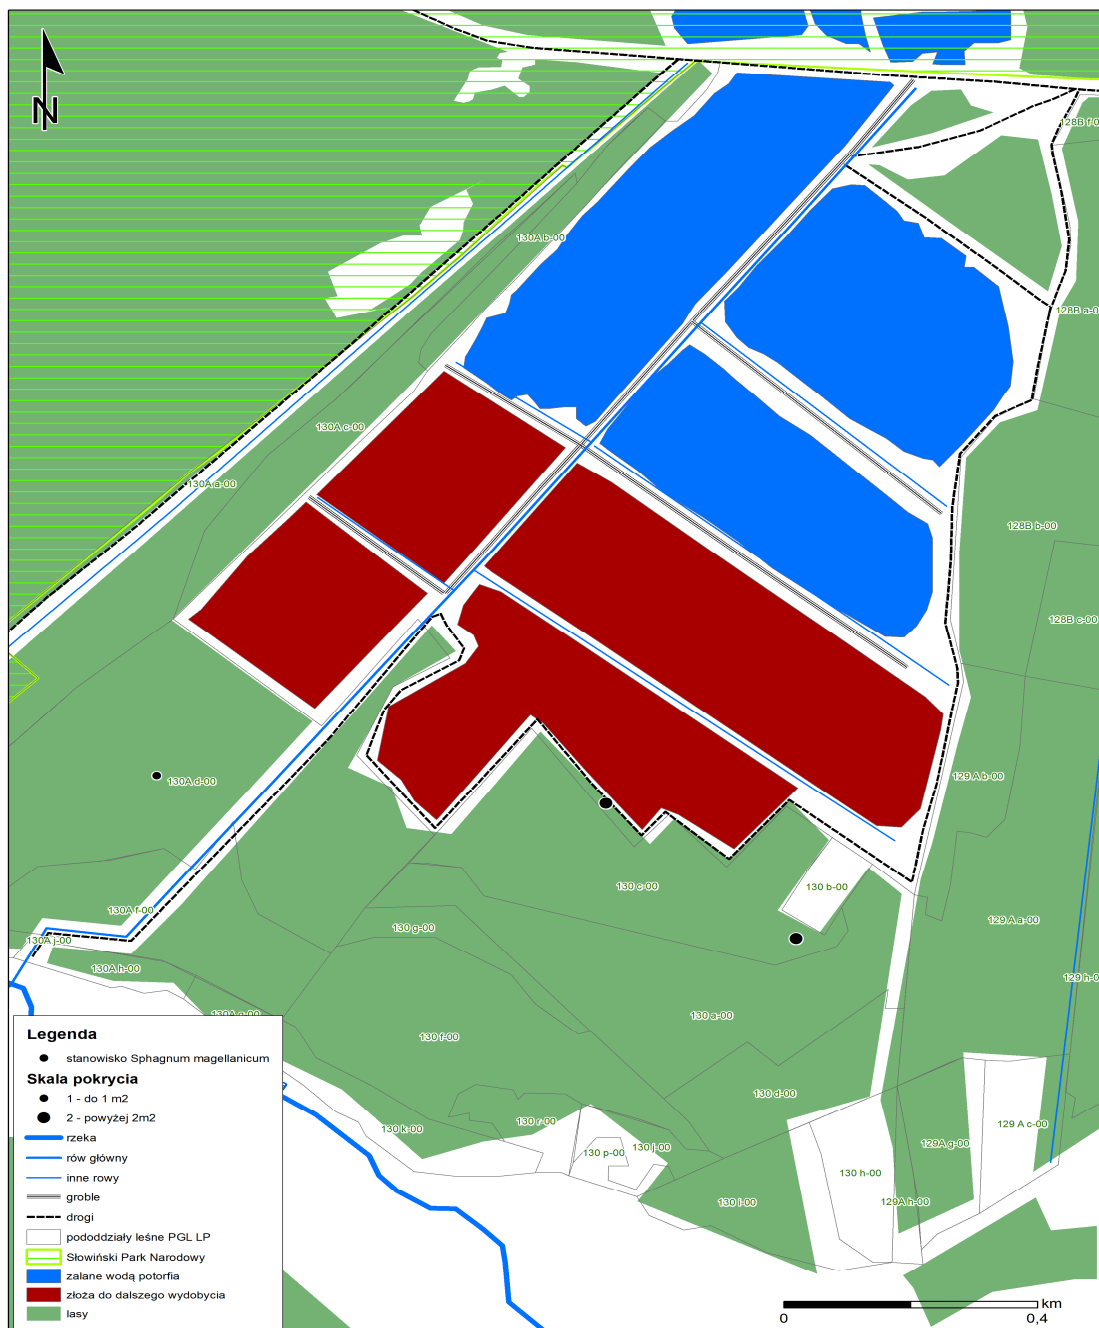 N
128B f-0
130A b-00
128B a-0
130A c-00
130A a-00
128B b-00
128B c-00
130A d-00
129 A b-00
130 c-00
130 b-00
130A f-00
130 g-00
129 A a-00
130A j-00
130A h-00
129 h-0
130 a-00
130 f-00
130 d-00
130 r-00
130 k-00
129 A c-00
129A g-00
130 j-00
130 p-00
130 h-00
130 i-00
129A h-00
Legenda
stanowisko Sphagnum magellanicum
Skala pokrycia
1 - do 1 m2
2 - powyżej 2m2
rzeka
rów główny
inne rowy
groble
drogi
pododdziały leśne PGL LP
Słowiński Park Narodowy
zalane wodą potorfia
złoża do dalszego wydobycia
lasy
km
0
0,4